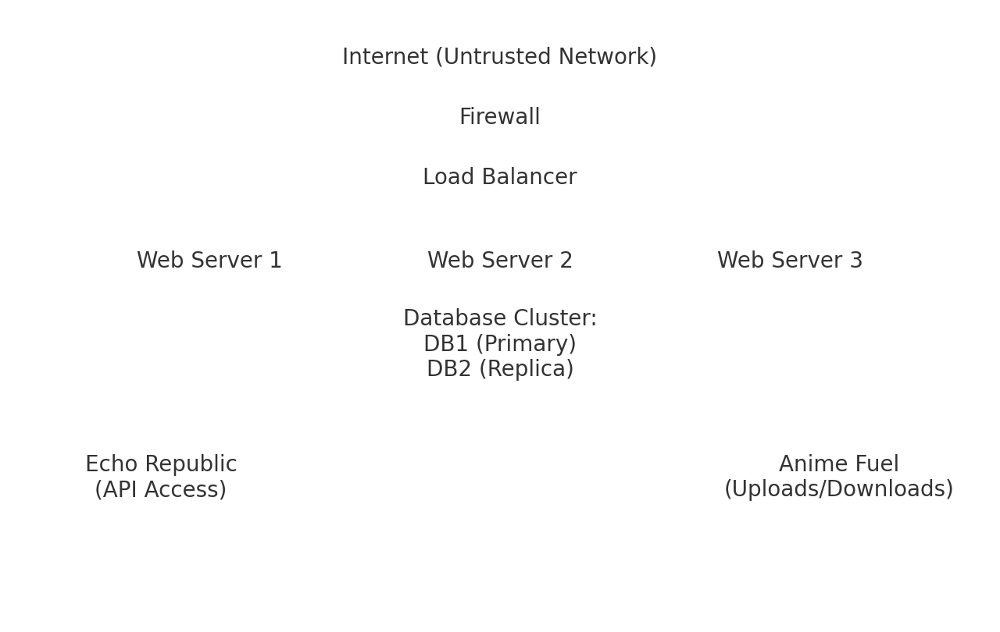 Internet (Untrusted Network)
Firewall
Load Balancer
Web Server 1
Web Server 2
Web Server 3
Database Cluster:
DB1 (Primary)
DB2 (Replica)
Echo Republic
(API Access)
Anime Fuel
(Uploads/Downloads)